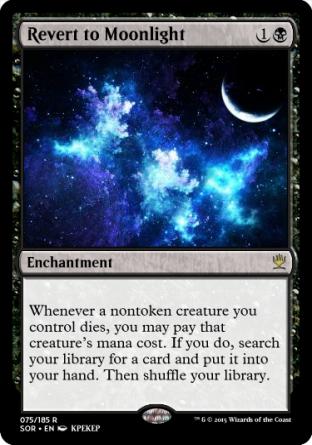 Revert to Moonlight 1
Enchantment
Whenever a nontoken creature you
control dies, you may pay that
creature's mana cost. If you do, search
your library for a card and put it into
your hand. Then shuffle your library.
075/185 R
SOR • EN KPEKEP
™ & © 2015 Wizards of the Coast